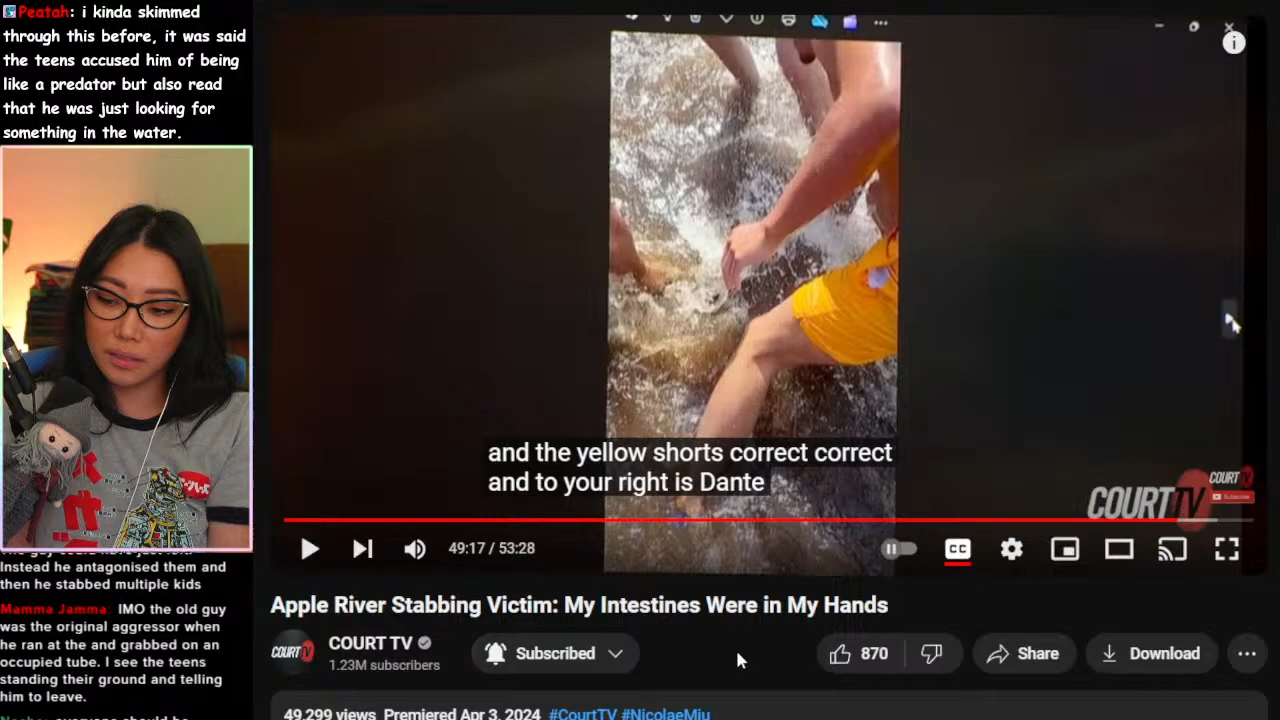 Peatah: i kinda skimmed
through this before, it was said
the teens accused him of being
like a predator but also read
that he was just looking for
something in the water.
and the yellow shorts correct correct
and to your right is Dante
COURT TV
COURT TV
Subscribe
49:17 / 53:28
CC
Instead he antagonised them and
then he stabbed multiple kids
Mamma Jamma: IMO the old guy
was the original aggressor when
he ran at the and grabbed on an
occupied tube. I see the teens
standing their ground and telling
him to leave.
Apple River Stabbing Victim: My Intestines Were in My Hands
COURT TV
COURT TV
1.23M subscribers
Subscribed
870
Share
Download
49,299 views Premiered Apr 3, 2024 #CourtTV #NicolaeMiu